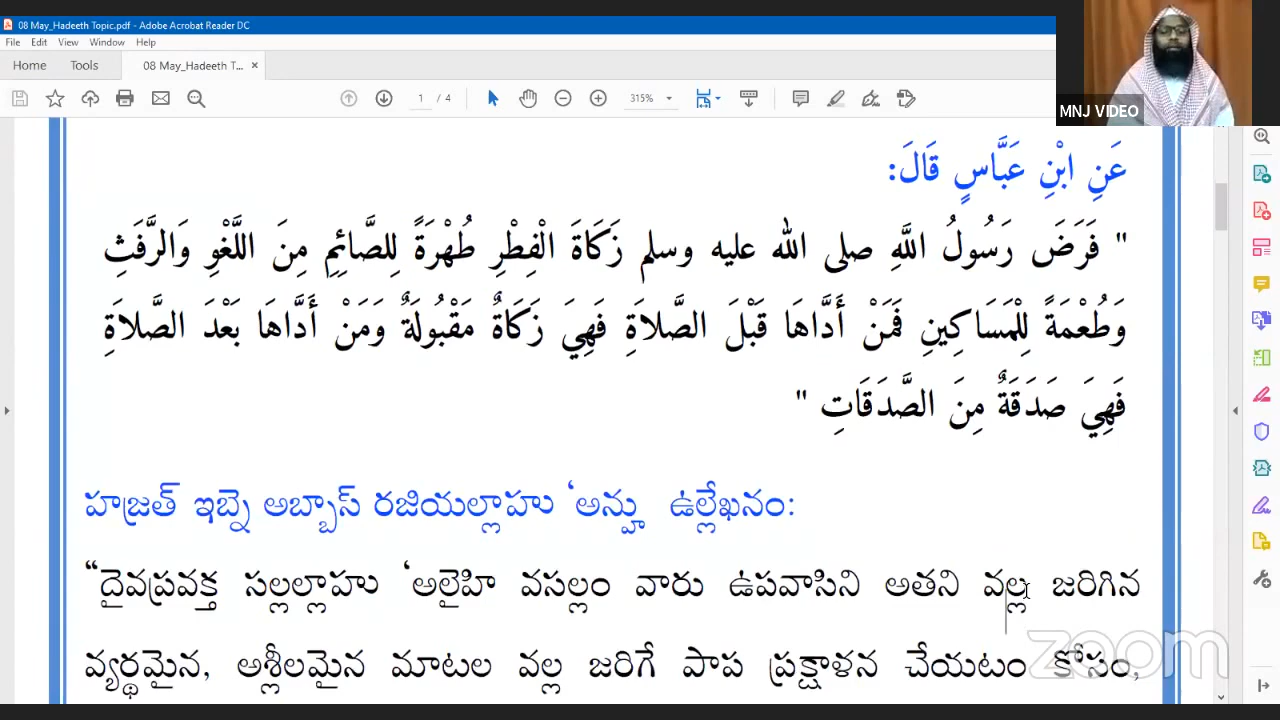 08 May_Hadeeth Topic.pdf - Adobe Acrobat Reader DC
File Edit View Window Help
Home Tools 08 May_Hadeeth T... ×
1 / 4 315%
MNJ VIDEO
عَنِ ابْنِ عَبَّاسٍ قَالَ:
" فَرَضَ رَسُولُ اللَّهِ صلى الله عليه وسلم زَكَاةَ الْفِطْرِ طُهْرَةً لِلصَّائِمِ مِنَ اللَّغْوِ وَالرَّفَثِ
وَطُعْمَةً لِلْمَسَاكِينِ فَمَنْ أَدَّاهَا قَبْلَ الصَّلاَةِ فَهِيَ زَكَاةٌ مَقْبُولَةٌ وَمَنْ أَدَّاهَا بَعْدَ الصَّلاَةِ
فَهِيَ صَدَقَةٌ مِنَ الصَّدَقَاتِ "
హజ్రత్ ఇబ్నె అబ్బాస్ రజియల్లాహు ‘అన్హు ఉల్లేఖనం:
“దైవప్రవక్త సల్లల్లాహు ‘అలైహి వసల్లం వారు ఉపవాసిని అతని వల్ల జరిగిన
వ్యర్థమైన, అశ్లీలమైన మాటల వల్ల జరిగే పాప ప్రక్షాళన చేయటం కోసం,
zoom